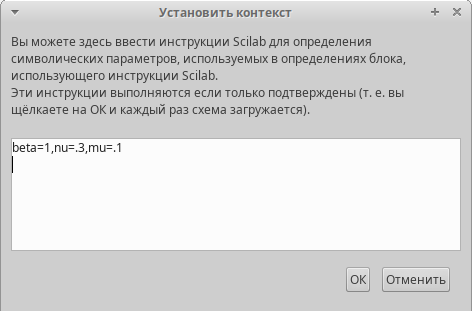 Установить контекст
Вы можете здесь ввести инструкции Scilab для определения
символических параметров, используемых в определениях блока,
использующего инструкции Scilab.
Эти инструкции выполняются если только подтверждены (т. е. вы
щёлкаете на ОК и каждый раз схема загружается).
beta=1,nu=.3,mu=.1
ОК
Отменить